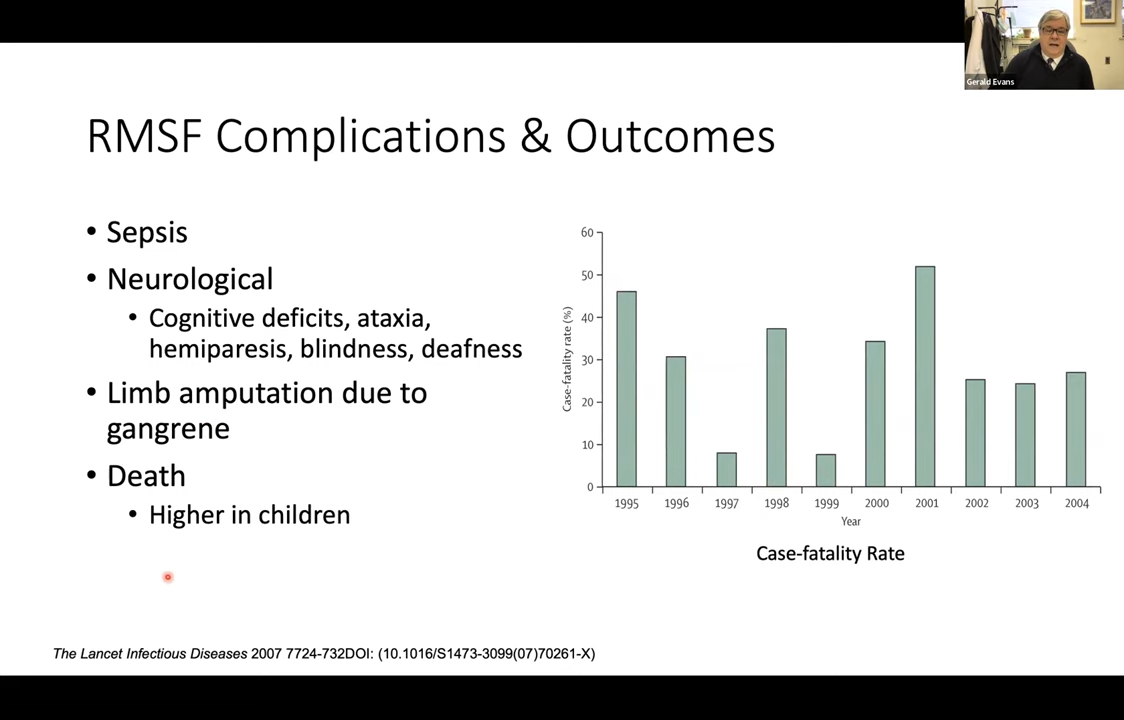 Gerald Evans
RMSF Complications & Outcomes
• Sepsis
• Neurological
• Cognitive deficits, ataxia,
hemiparesis, blindness, deafness
• Limb amputation due to
gangrene
• Death
• Higher in children
Case-fatality rate (%)
60
50
40
30
20
10
0
1995 1996 1997 1998 1999 2000 2001 2002 2003 2004
Year
Case-fatality Rate
The Lancet Infectious Diseases 2007 7724-732DOI: (10.1016/S1473-3099(07)70261-X)